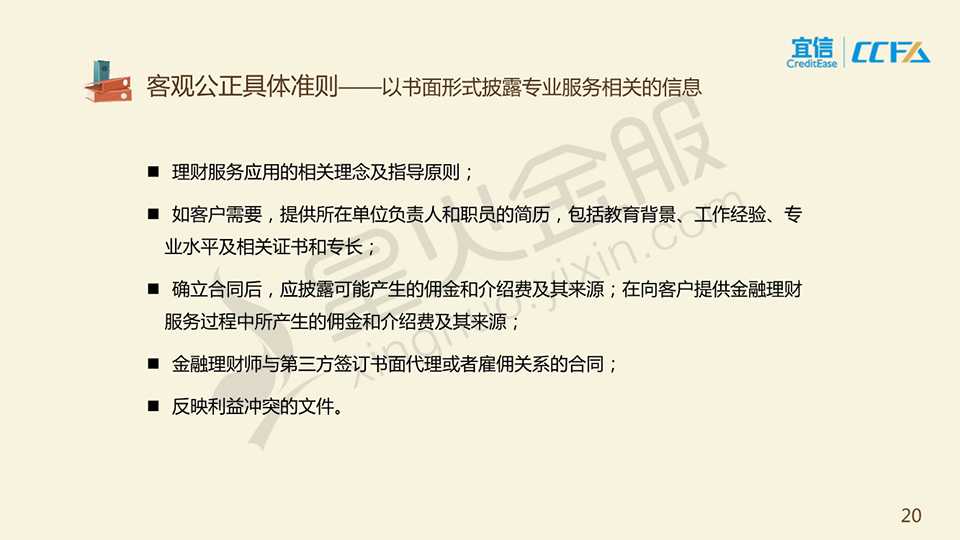 宜信
CreditEase
CCFA
客观公正具体准则——以书面形式披露专业服务相关的信息
■ 理财服务应用的相关理念及指导原则；
■ 如客户需要，提供所在单位负责人和职员的简历，包括教育背景、工作经验、专
业水平及相关证书和专长；
■ 确立合同后，应披露可能产生的佣金和介绍费及其来源；在向客户提供金融理财
服务过程中所产生的佣金和介绍费及其来源；
■ 金融理财师与第三方签订书面代理或者雇佣关系的合同；
■ 反映利益冲突的文件。
星火金服
xinghuo.yixin.com
20